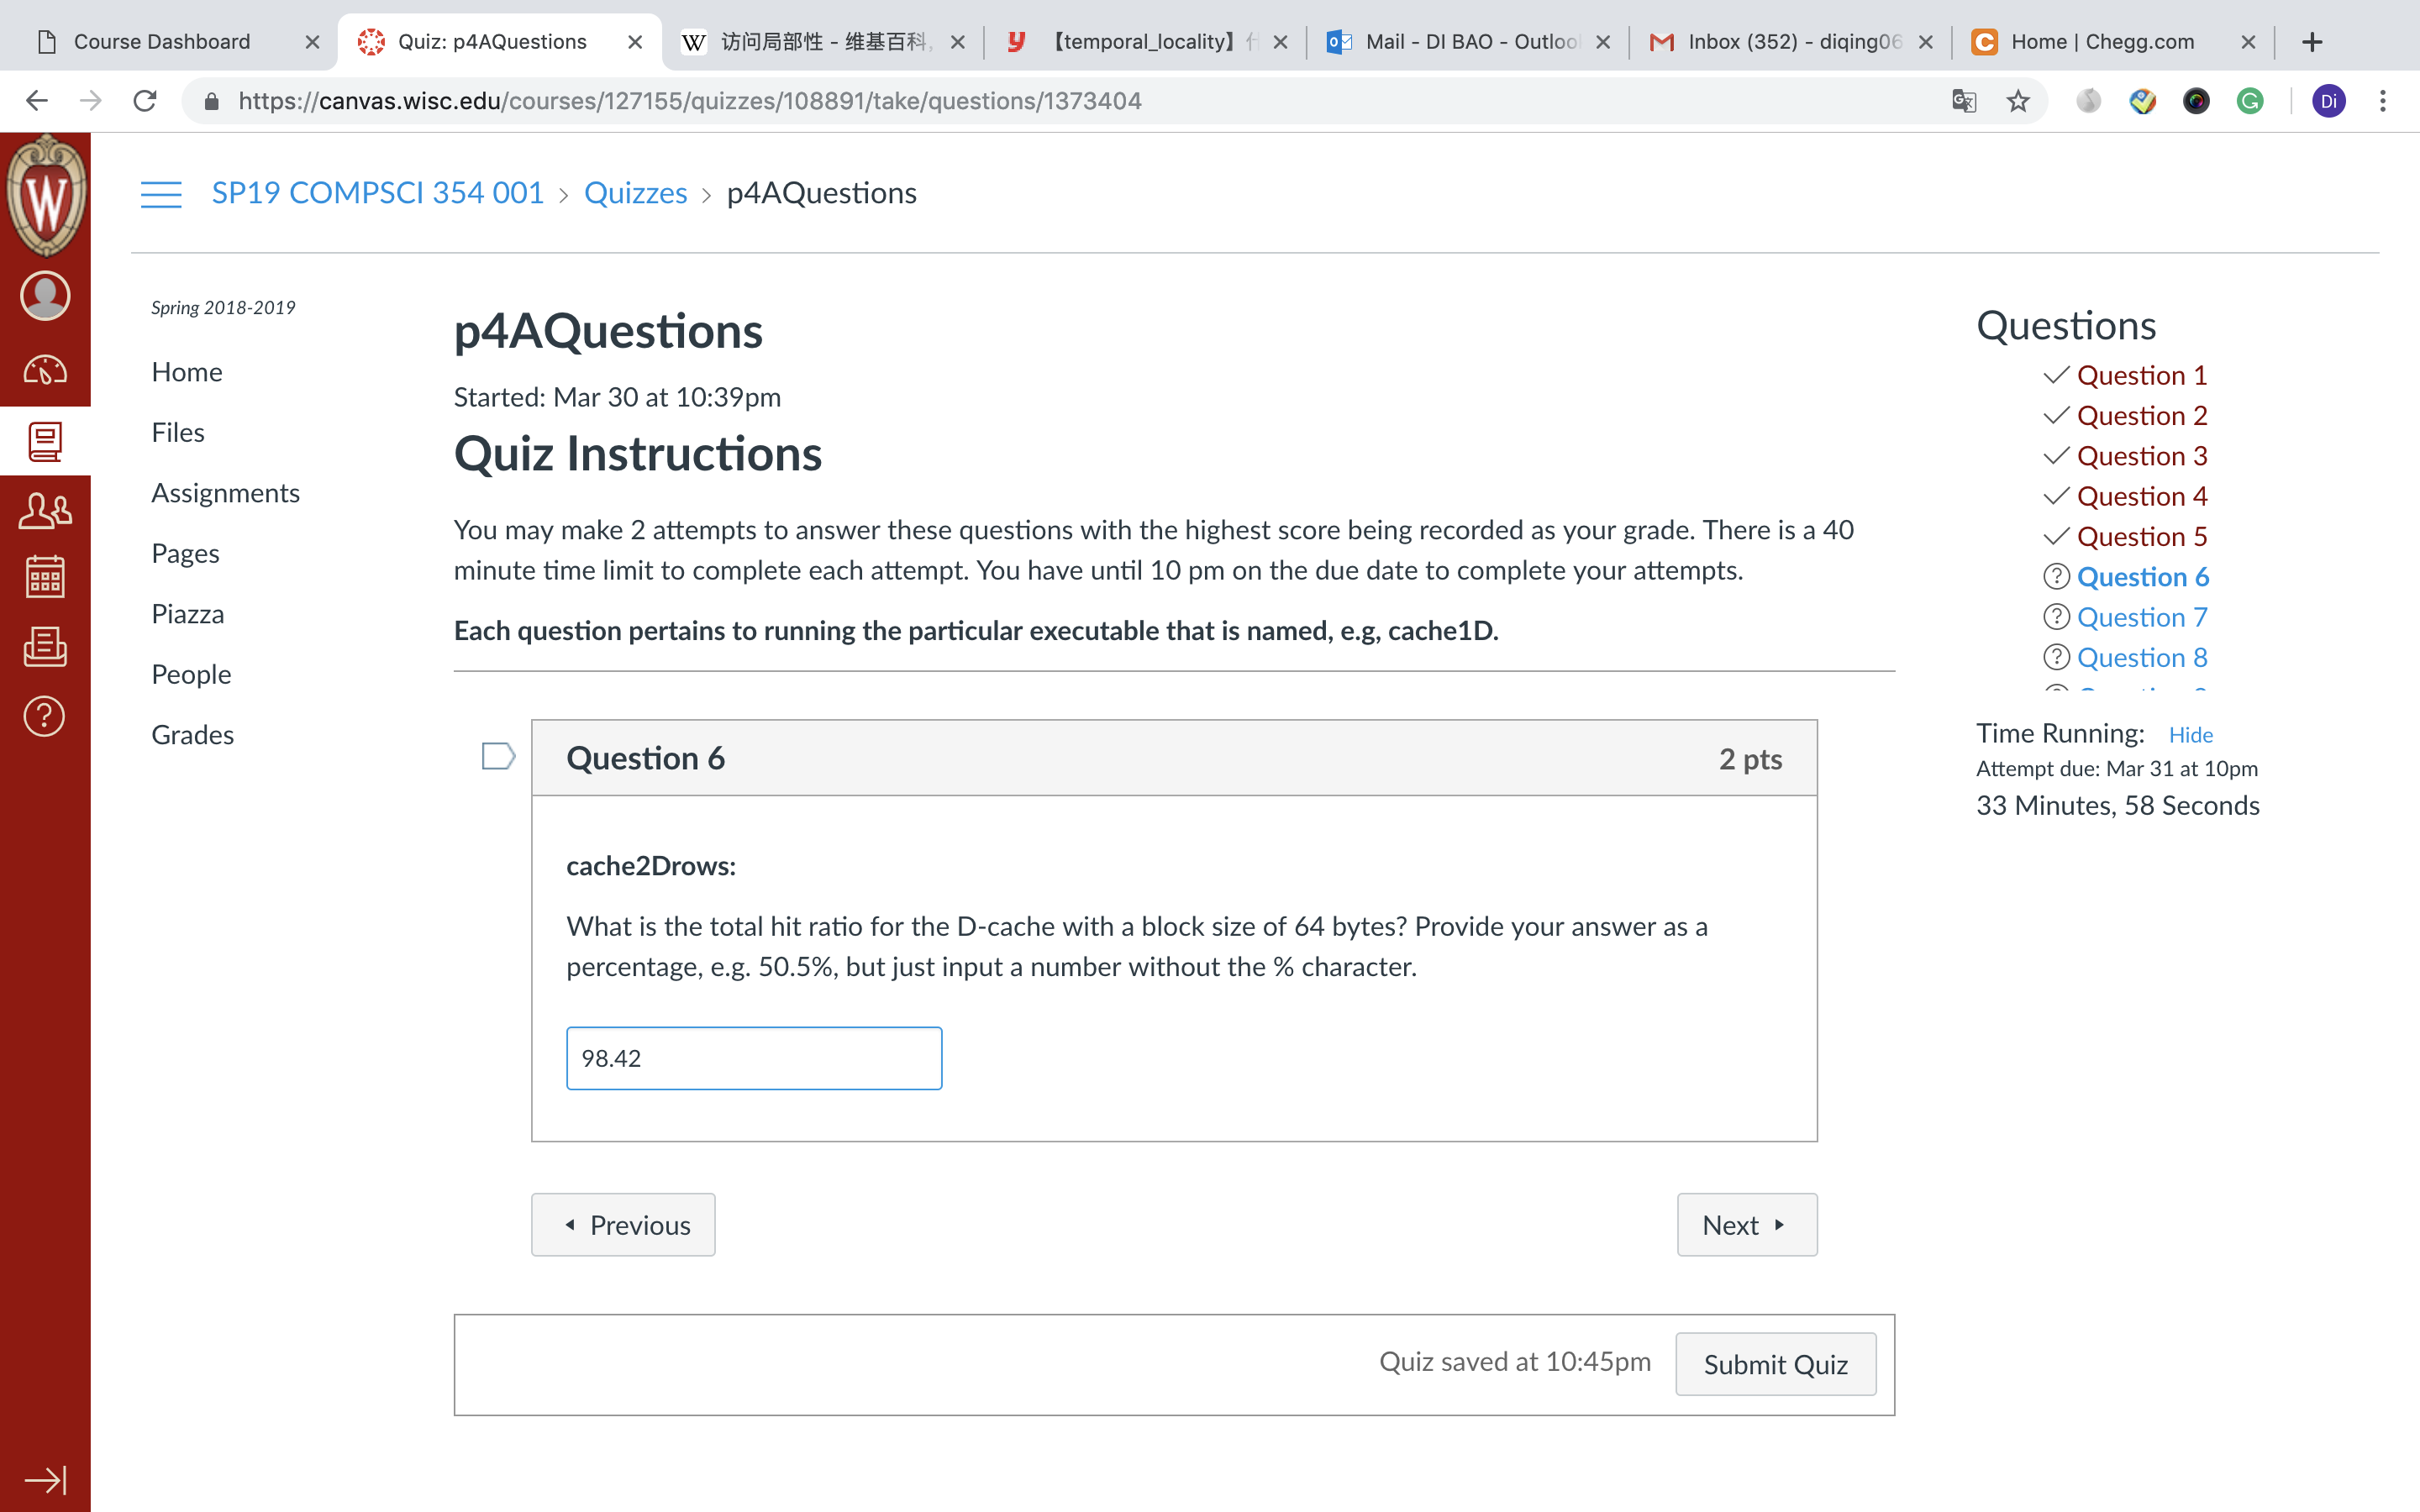 Course Dashboard
Quiz: p4AQuestions
W 访问局部性 - 维基百科,
y 【temporal_locality】
Mail - DI BAO - Outloo
Inbox (352) - diqing06
C Home | Chegg.com
https://canvas.wisc.edu/courses/127155/quizzes/108891/take/questions/1373404
G
Di
W
SP19 COMPSCI 354 001 > Quizzes > p4AQuestions
Spring 2018-2019
Home
Files
Assignments
Pages
Piazza
People
Grades
p4AQuestions
Started: Mar 30 at 10:39pm
Quiz Instructions
You may make 2 attempts to answer these questions with the highest score being recorded as your grade. There is a 40
minute time limit to complete each attempt. You have until 10 pm on the due date to complete your attempts.
Each question pertains to running the particular executable that is named, e.g, cache1D.
Question 6
2 pts
cache2Drows:
What is the total hit ratio for the D-cache with a block size of 64 bytes? Provide your answer as a
percentage, e.g. 50.5%, but just input a number without the % character.
98.42
Previous
Next
Quiz saved at 10:45pm
Submit Quiz
Questions
Question 1
Question 2
Question 3
Question 4
Question 5
Question 6
Question 7
Question 8
Time Running: Hide
Attempt due: Mar 31 at 10pm
33 Minutes, 58 Seconds